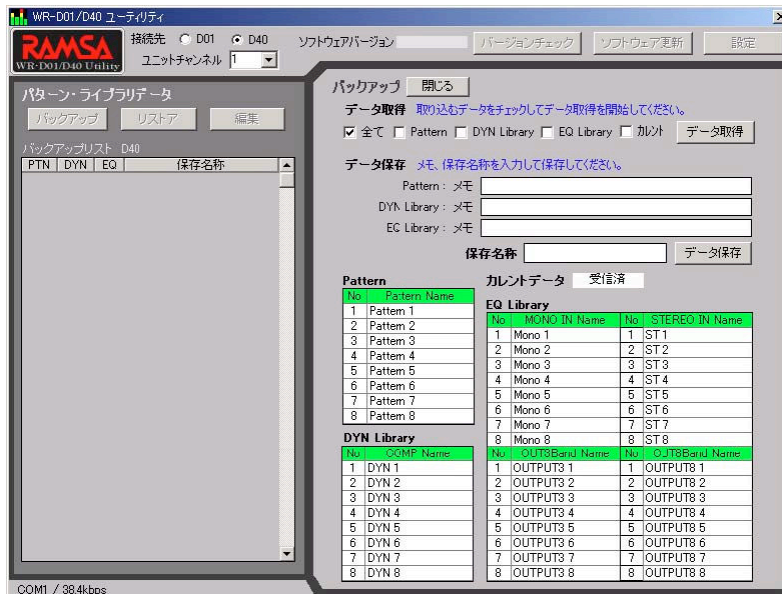 WR-D01/D40 ユーティリティ
RAMSA
WR-D01/D40 Utility
接続先 D01 D40
ユニットチャンネル 1
ソフトウェアバージョン
バージョンチェック
ソフトウェア更新
設定
パターン・ライブラリデータ
バックアップ リストア 編集
バックアップリスト D40
PTN DYN EQ 保存名称
バックアップ 閉じる
データ取得 取り込むデータをチェックしてデータ取得を開始してください。
全て Pattern DYN Library EQ Library カレント データ取得
データ保存 メモ、保存名称を入力して保存してください。
Pattern : メモ
DYN Library : メモ
EQ Library : メモ
保存名称 データ保存
Pattern
No Pattern Name
1 Pattern 1
2 Pattern 2
3 Pattern 3
4 Pattern 4
5 Pattern 5
6 Pattern 6
7 Pattern 7
8 Pattern 8
DYN Library
No COMP Name
1 DYN 1
2 DYN 2
3 DYN 3
4 DYN 4
5 DYN 5
6 DYN 6
7 DYN 7
8 DYN 8
カレントデータ 受信済
EQ Library
No MONO IN Name No STEREO IN Name
1 Mono 1 1 ST 1
2 Mono 2 2 ST 2
3 Mono 3 3 ST 3
4 Mono 4 4 ST 4
5 Mono 5 5 ST 5
6 Mono 6 6 ST 6
7 Mono 7 7 ST 7
8 Mono 8 8 ST 8
No OUT3Band Name No OUT8Band Name
1 OUTPUT3 1 1 OUTPUT8 1
2 OUTPUT3 2 2 OUTPUT8 2
3 OUTPUT3 3 3 OUTPUT8 3
4 OUTPUT3 4 4 OUTPUT8 4
5 OUTPUT3 5 5 OUTPUT8 5
6 OUTPUT3 6 6 OUTPUT8 6
7 OUTPUT3 7 7 OUTPUT8 7
8 OUTPUT3 8 8 OUTPUT8 8
COM1 / 38.4kbps